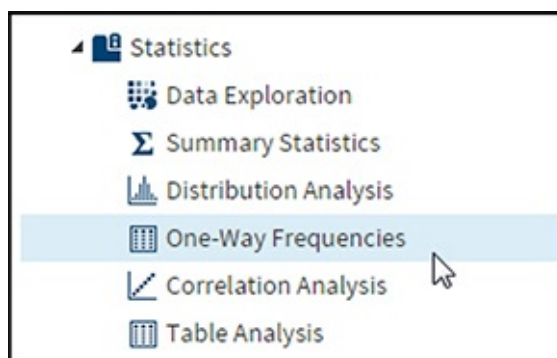 Statistics
Data Exploration
Summary Statistics
Distribution Analysis
One-Way Frequencies
Correlation Analysis
Table Analysis